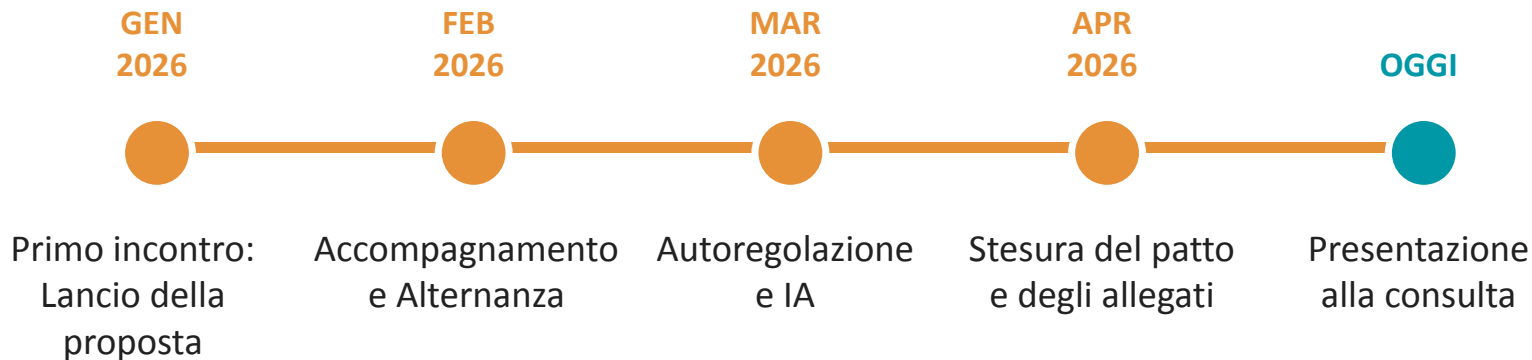 GEN
2026
FEB
2026
MAR
2026
APR
2026
OGGI
Primo incontro:
Lancio della
proposta
Accompagnamento
e Alternanza
Autoregolazione
e IA
Stesura del patto
e degli allegati
Presentazione
alla consulta